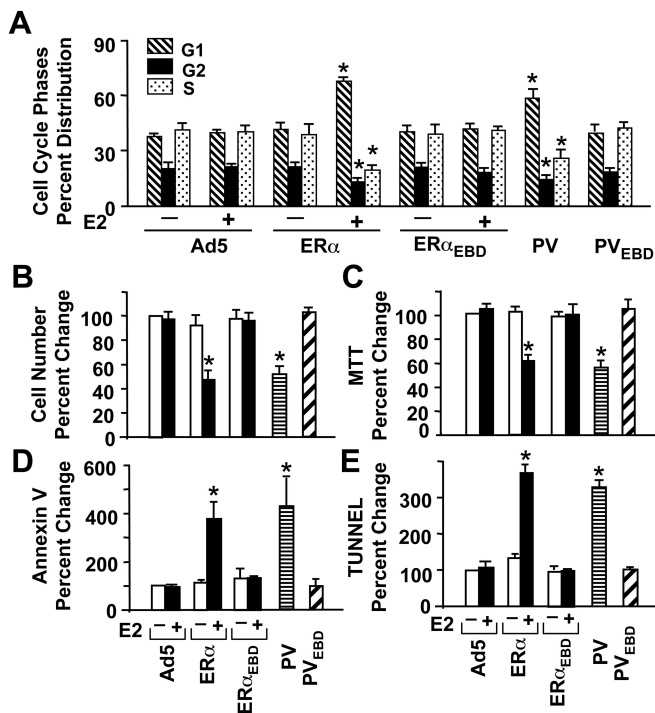 A
Cell Cycle Phases
Percent Distribution
90
60
30
0
G1
G2
S
* * * * * *
E2 — + — + — +
Ad5 ERα ERαEBD PV PVEBD
B
Cell Number
Percent Change
100
80
60
40
20
0
* *
C
MTT
Percent Change
100
80
60
40
20
0
* *
D
Annexin V
Percent Change
600
400
200
0
* *
E2 − + − + − +
Ad5 ERα ERαEBD PV PVEBD
E
TUNNEL
Percent Change
300
200
100
0
* *
E2 − + − + − +
Ad5 ERα ERαEBD PV PVEBD